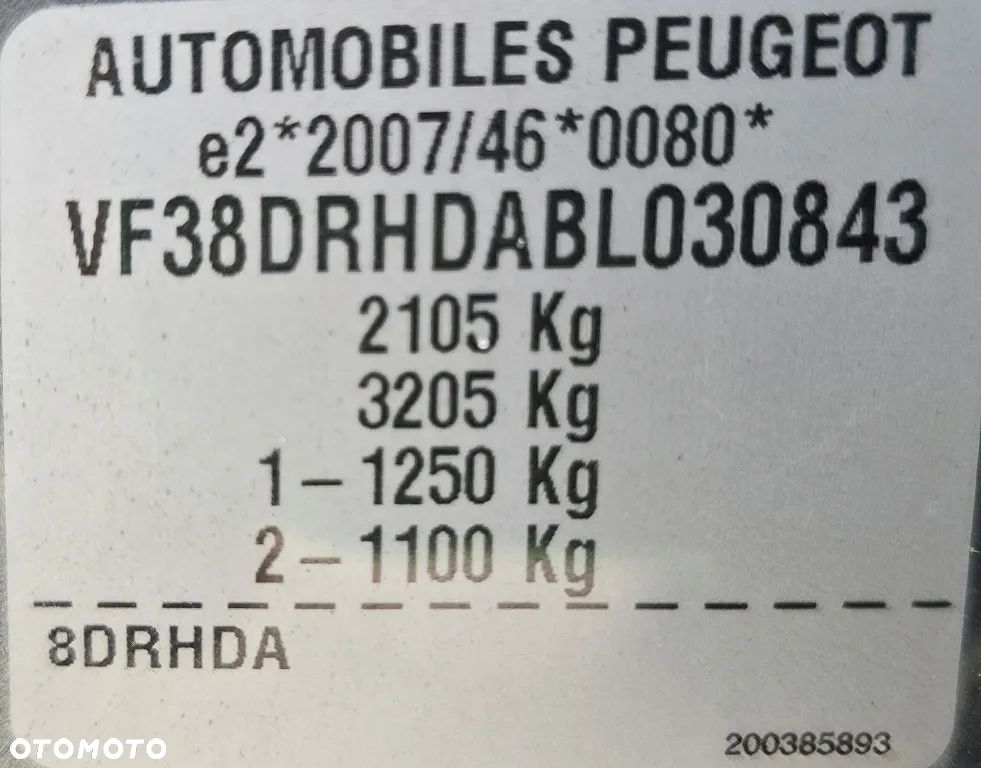 AUTOMOBILES PEUGEOT
e2*2007/46*0080*
VF38DRHDABL030843
2105 Kg
3205 Kg
1-1250 Kg
2-1100 Kg
8DRHDA
200385893
OTOMOTO